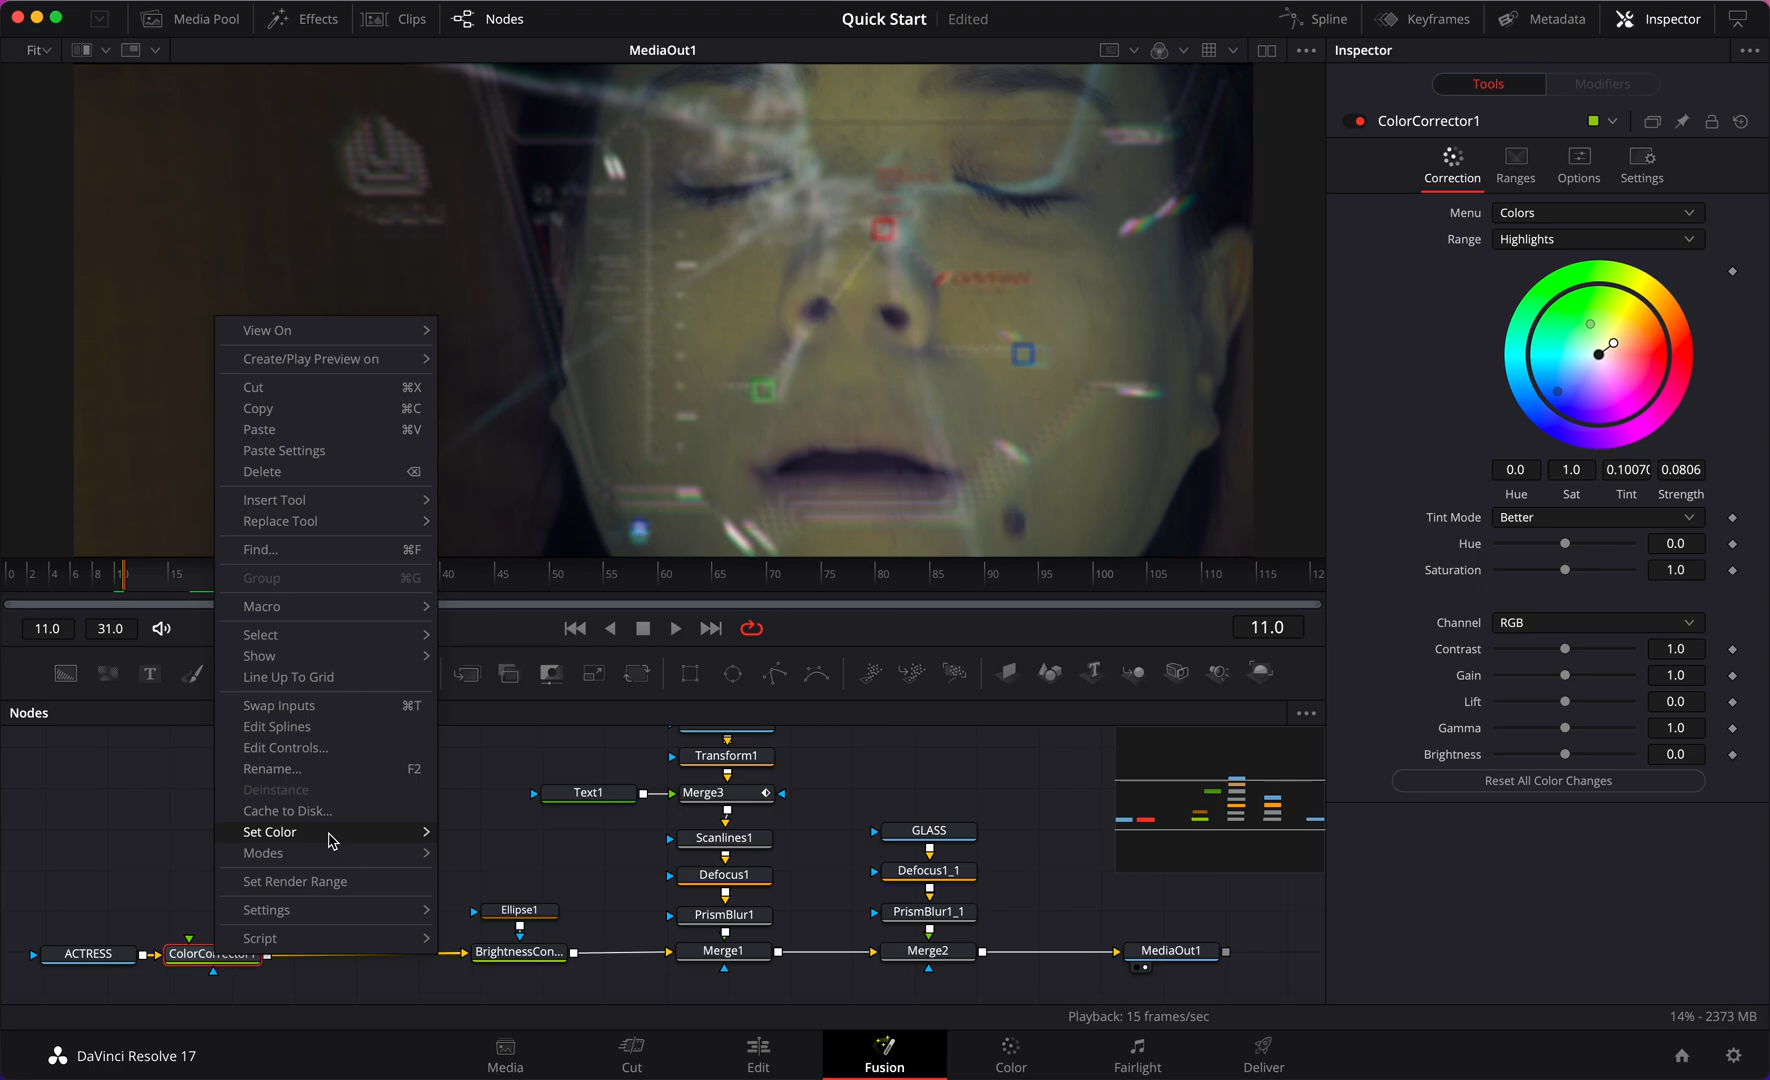 Media Pool
Effects
Clips
Nodes
Quick Start
Edited
Spline
Keyframes
Metadata
Inspector
Fit
MediaOut1
Inspector
Tools
Modifiers
ColorCorrector1
Correction
Ranges
Options
Settings
Menu
Colors
Range
Highlights
0.0
1.0
0.0806
Hue
Sat
Tint
Strength
Tint Mode
Better
Hue
0.0
Saturation
1.0
Channel
RGB
Contrast
1.0
Gain
1.0
Lift
0.0
Gamma
1.0
Brightness
0.0
Reset All Color Changes
View On
Create/Play Preview on
Cut ⌘X
Copy ⌘C
Paste ⌘V
Paste Settings
Delete
Insert Tool
Replace Tool
Find... ⌘F
Group ⌘G
Macro
Select
Show
Line Up To Grid
Swap Inputs ⌘T
Edit Splines
Edit Controls...
Rename... F2
Deinstance
Cache to Disk...
Set Color
Modes
Set Render Range
Settings
Script
0 2 4 6 8 15 40 45 50 55 60 65 70 75 80 85 90 95 100 105 110 115
11.0
31.0
11.0
Nodes
Transform1
Text1
Merge3
Scanlines1
GLASS
Defocus1
Defocus1_1
Ellipse1
PrismBlur1
PrismBlur1_1
ACTRESS
ColorCorrector1
BrightnessCon...
Merge1
Merge2
MediaOut1
Playback: 15 frames/sec
14% - 2373 MB
DaVinci Resolve 17
Media
Cut
Edit
Fusion
Color
Fairlight
Deliver